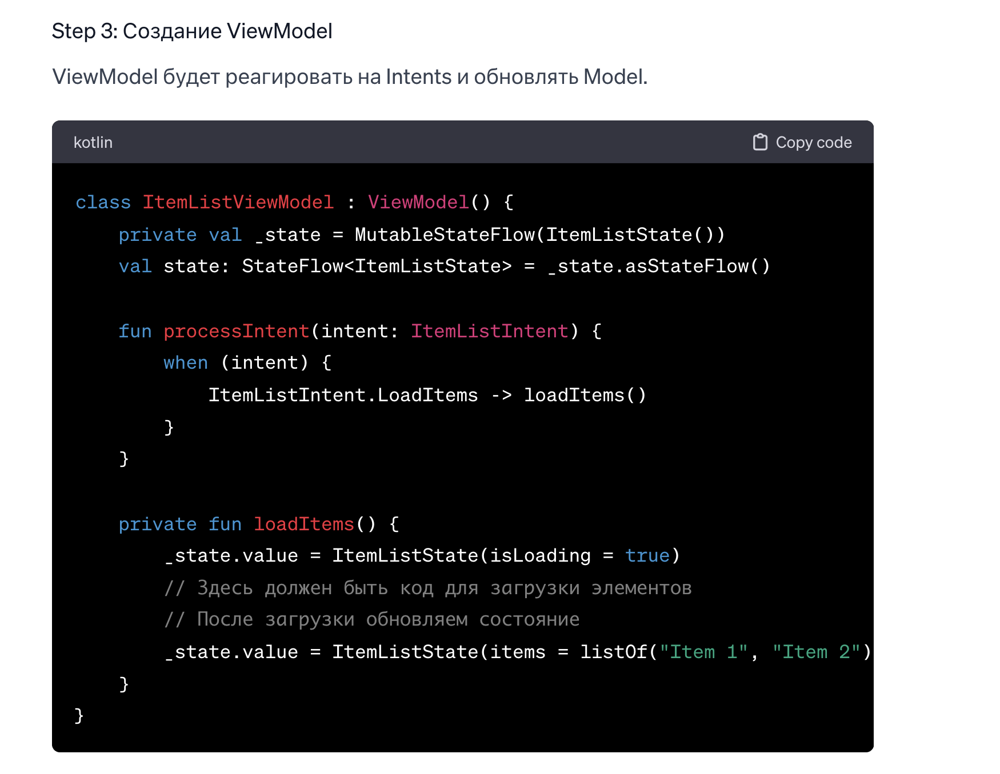 Step 3: Создание ViewModel
ViewModel будет реагировать на Intents и обновлять Model.
kotlin
Copy code
class ItemListViewModel : ViewModel() {
    private val _state = MutableStateFlow(ItemListState())
    val state: StateFlow<ItemListState> = _state.asStateFlow()

    fun processIntent(intent: ItemListIntent) {
        when (intent) {
            ItemListIntent.LoadItems -> loadItems()
        }
    }

    private fun loadItems() {
        _state.value = ItemListState(isLoading = true)
        // Здесь должен быть код для загрузки элементов
        // После загрузки обновляем состояние
        _state.value = ItemListState(items = listOf("Item 1", "Item 2")
    }
}